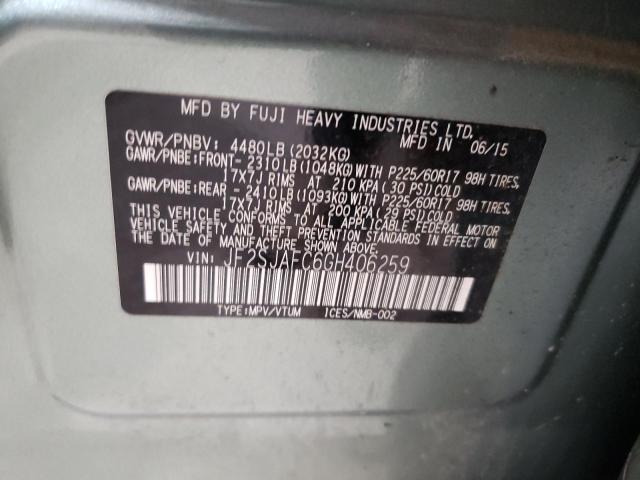 MFD BY FUJI HEAVY INDUSTRIES LTD.
MFD IN 06/15
GVWR/PNBV: 4480LB (2032KG)
GAWR/PNBE:FRONT- 2310LB(1048KG)WITH P225/60R17 98H TIRES,
17X7J RIMS AT 210 KPA(30 PSI)COLD
GAWR/PNBE:REAR - 2410LB(1093KG)WITH P225/60R17 98H TIRES,
17X7J RIMS AT 200 KPA(29 PSI)COLD
THIS VEHICLE CONFORMS TO ALL APPLICABLE FEDERAL MOTOR
VEHICLE SAFETY AND THEFT PREVENTION STANDARDS IN EFFECT
ON THE DATE OF MANUFACTURE SHOWN ABOVE.
VIN: JF2SJAFC6GH406259
TYPE:MPV/VTUM ICES/NMB-002